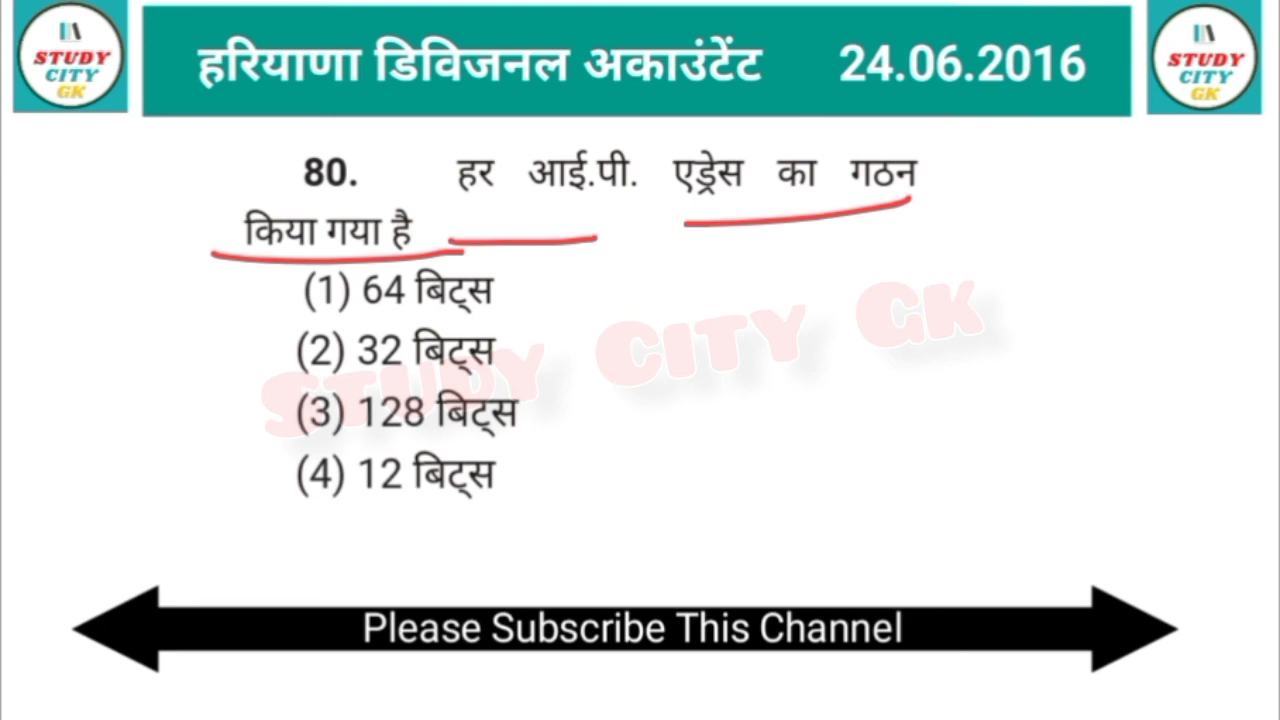 STUDY
CITY
GK
हरियाणा डिविजनल अकाउंटेंट 24.06.2016
STUDY
CITY
GK
80. हर आई.पी. एड्रेस का गठन
किया गया है
(1) 64 बिट्स
(2) 32 बिट्स
(3) 128 बिट्स
(4) 12 बिट्स
STUDY CITY GK
Please Subscribe This Channel